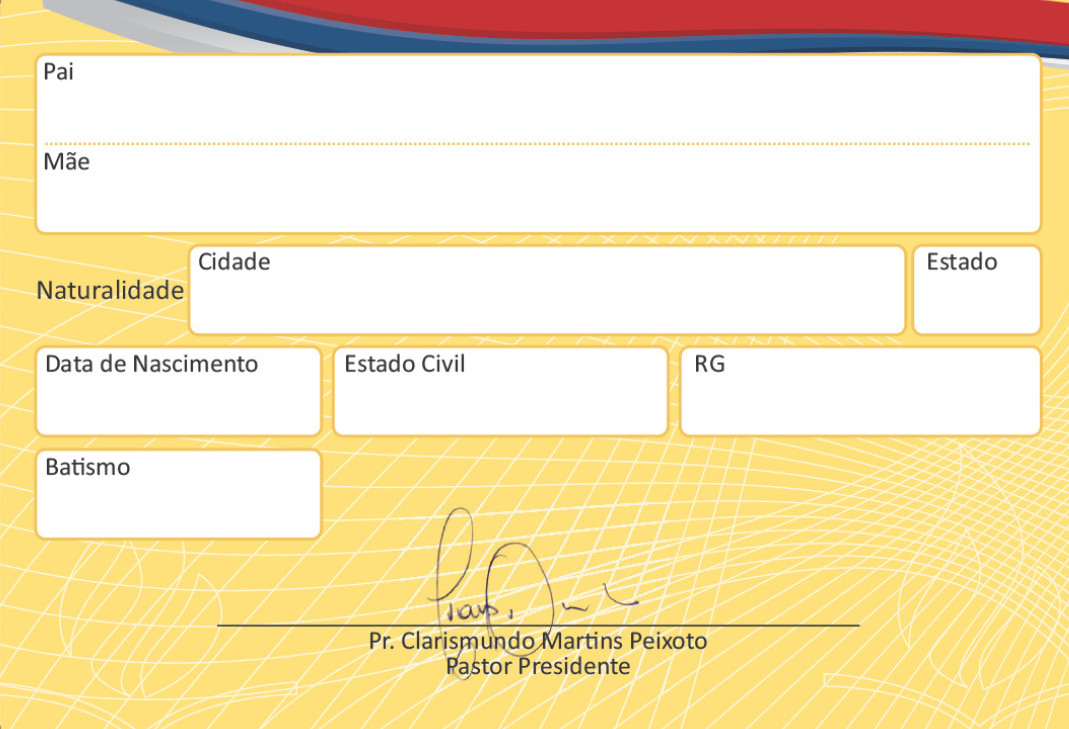 Pai
Mãe
Naturalidade
Cidade
Estado
Data de Nascimento
Estado Civil
RG
Batismo
Pr. Clarismundo Martins Peixoto
Pastor Presidente